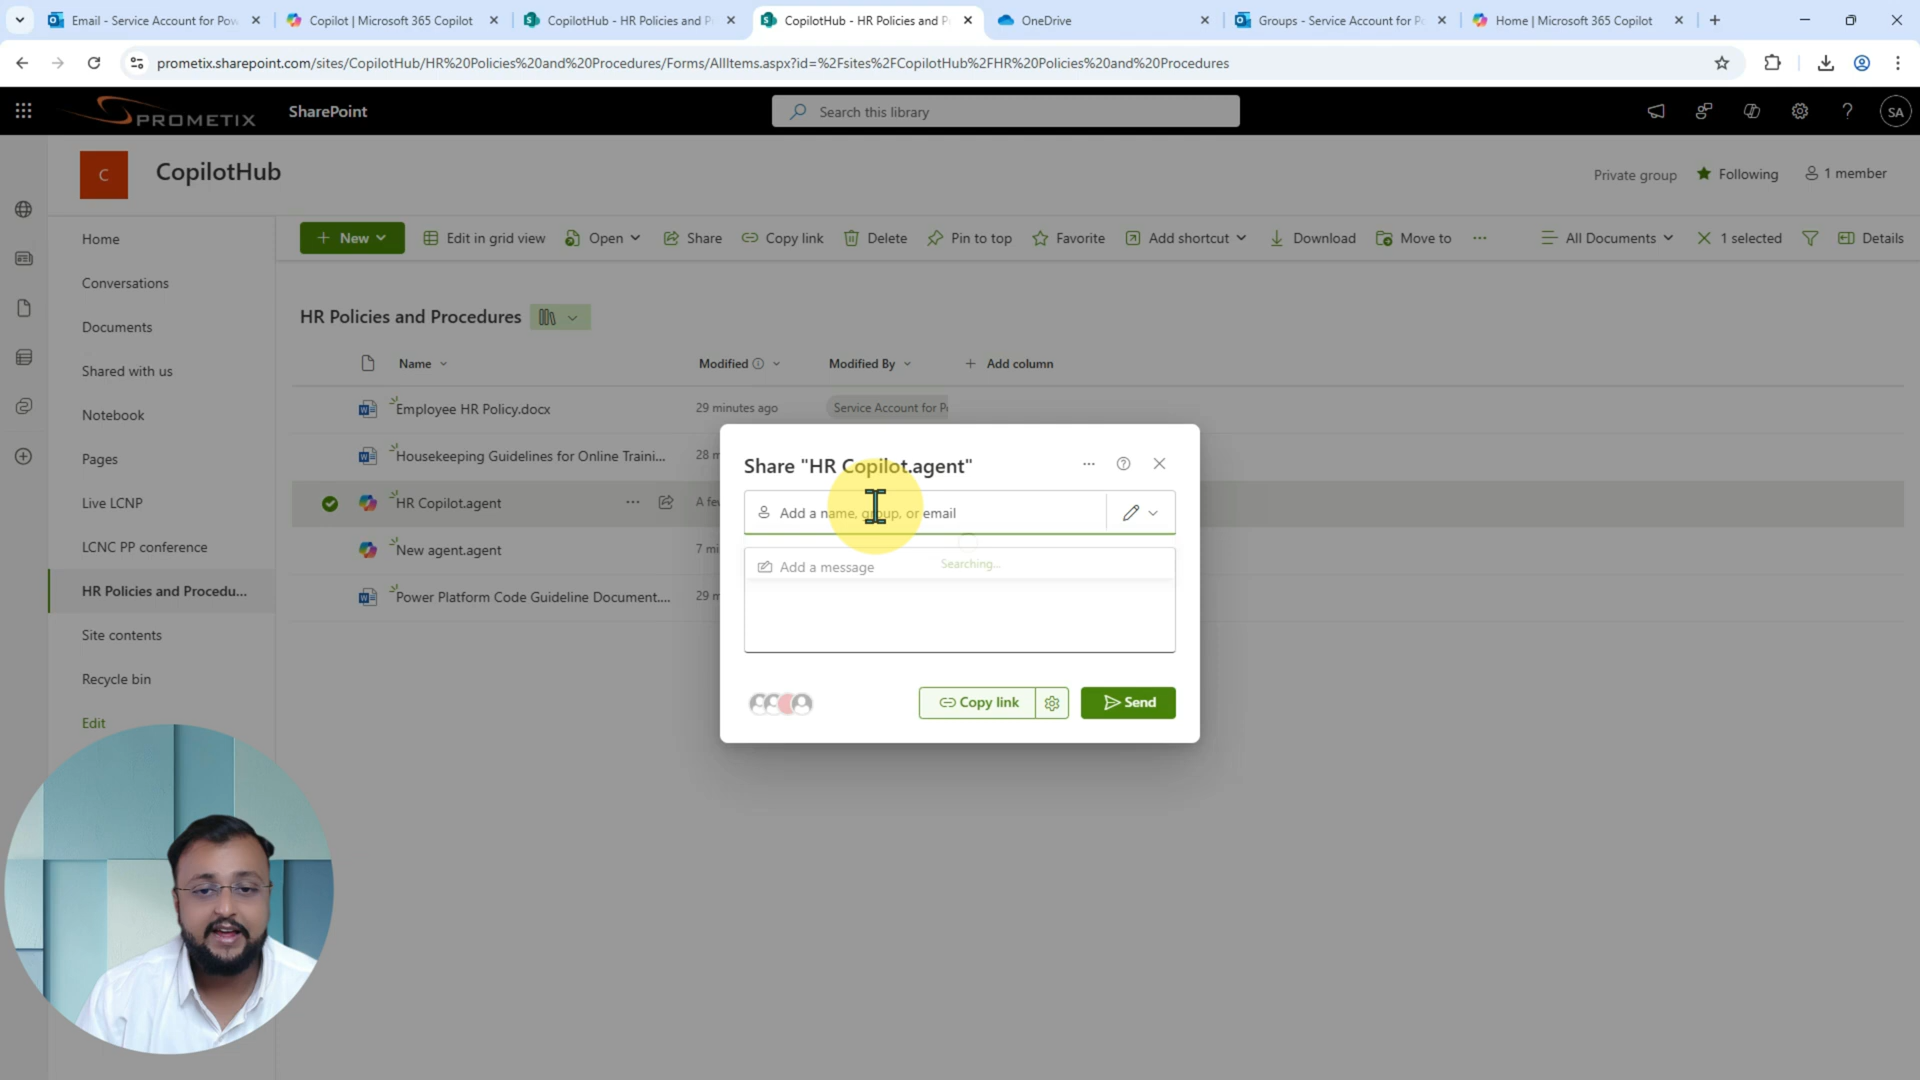 Email - Service Account for Pow
Copilot | Microsoft 365 Copilot
CopilotHub - HR Policies and P
CopilotHub - HR Policies and P
OneDrive
Groups - Service Account for Po
Home | Microsoft 365 Copilot
prometix.sharepoint.com/sites/CopilotHub/HR%20Policies%20and%20Procedures/Forms/AllItems.aspx?id=%2Fsites%2FCopilotHub%2FHR%20Policies%20and%20Procedures
PROMETIX
SharePoint
Search this library
SA
C
CopilotHub
Private group
Following
1 member
Home
Conversations
Documents
Shared with us
Notebook
Pages
Live LCNP
LCNC PP conference
HR Policies and Procedu...
Site contents
Recycle bin
Edit
New
Edit in grid view
Open
Share
Copy link
Delete
Pin to top
Favorite
Add shortcut
Download
Move to
All Documents
1 selected
Details
HR Policies and Procedures
Name
Modified
Modified By
Add column
Employee HR Policy.docx
29 minutes ago
Service Account for P
Housekeeping Guidelines for Online Traini...
28 m
HR Copilot.agent
A few
New agent.agent
7 mi
Power Platform Code Guideline Document....
29 m
Share "HR Copilot.agent"
Add a name, group, or email
Add a message
Searching...
Copy link
Send